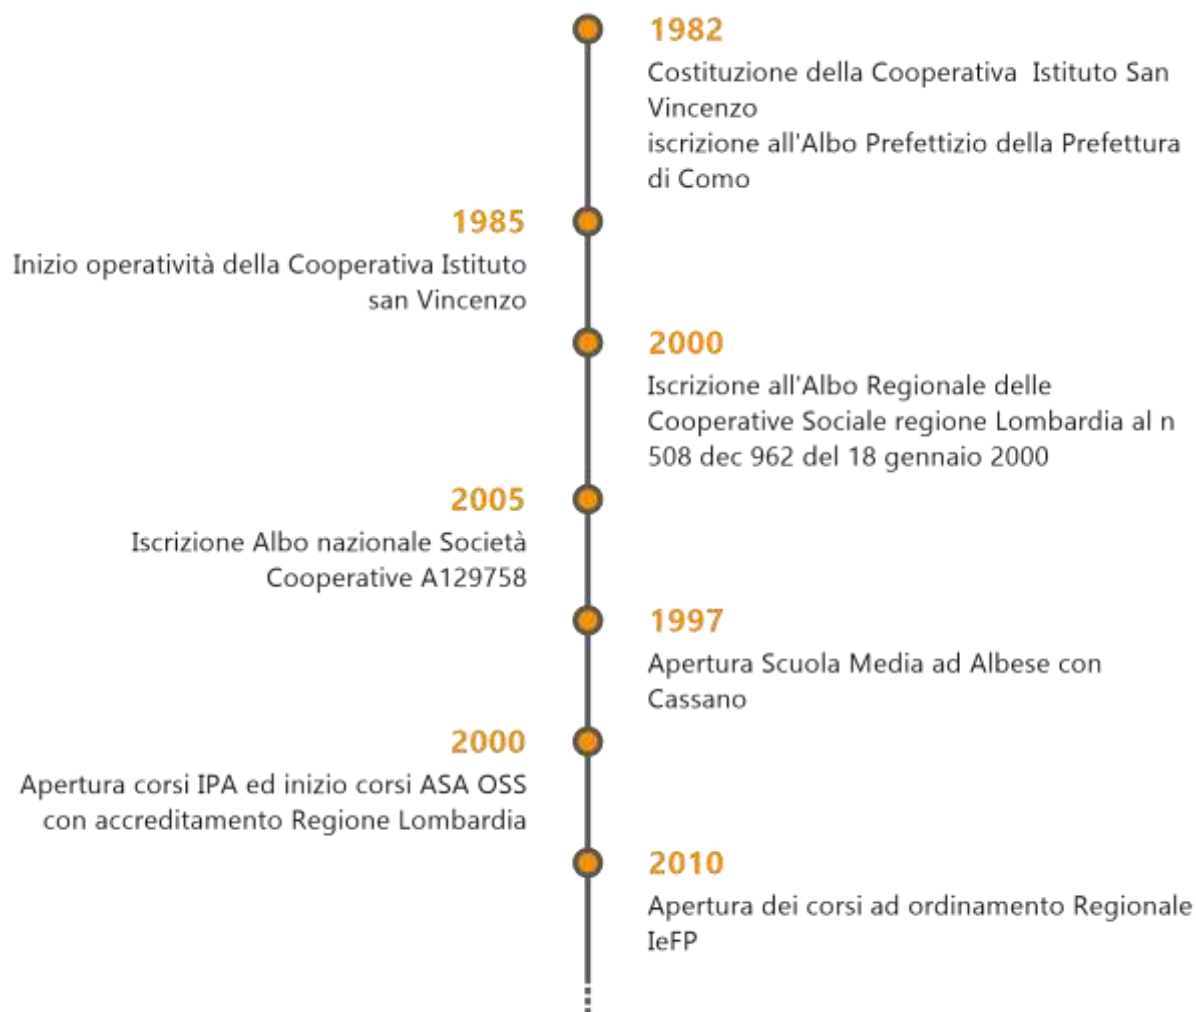 1982
Costituzione della Cooperativa  Istituto San
Vincenzo
iscrizione all'Albo Prefettizio della Prefettura
di Como
1985
Inizio operatività della Cooperativa Istituto
san Vincenzo
2000
Iscrizione all'Albo Regionale delle
Cooperative Sociale regione Lombardia al n
508 dec 962 del 18 gennaio 2000
2005
Iscrizione Albo nazionale Società
Cooperative A129758
1997
Apertura Scuola Media ad Albese con
Cassano
2000
Apertura corsi IPA ed inizio corsi ASA OSS
con accreditamento Regione Lombardia
2010
Apertura dei corsi ad ordinamento Regionale
IeFP